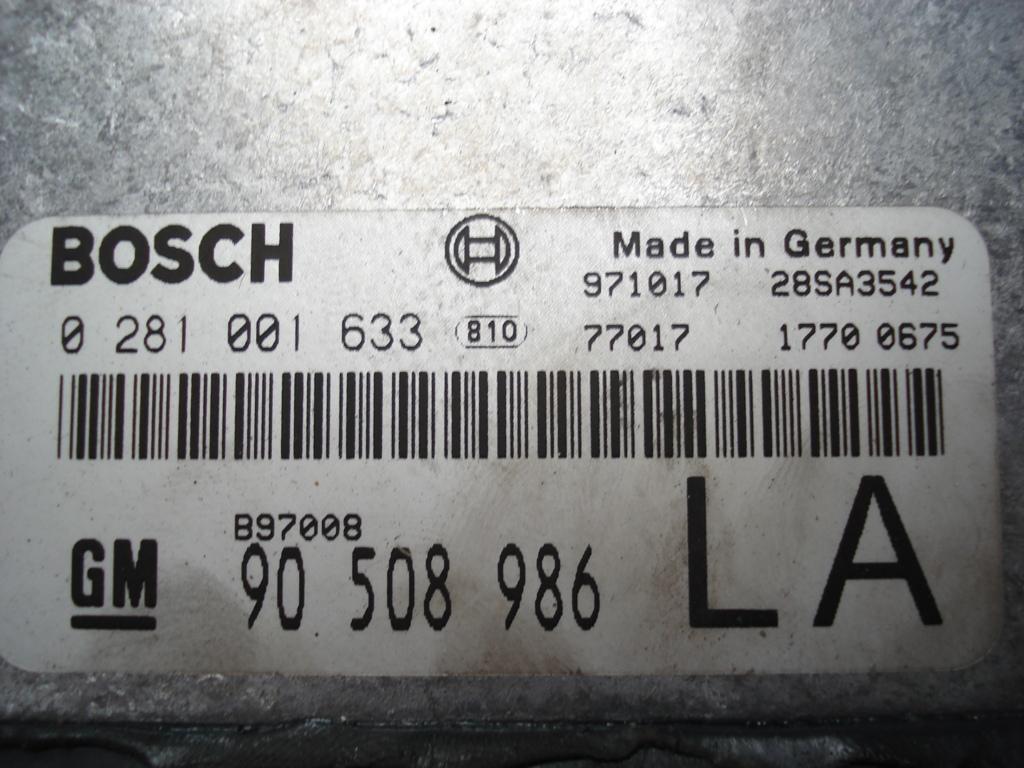 BOSCH Made in Germany
971017 28SA3542
0 281 001 633 810 77017 1770 0675
B97008
GM 90 508 986 LA